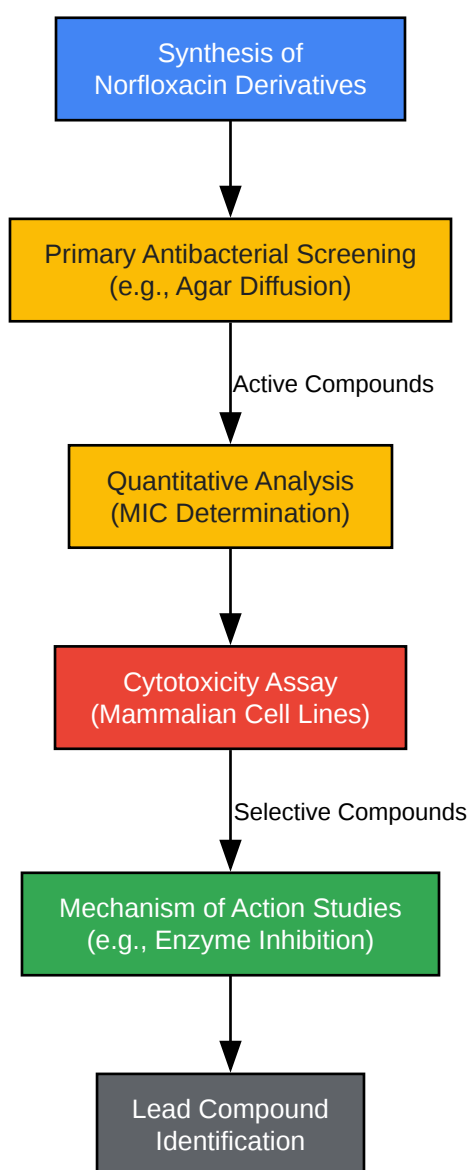 Synthesis of
Norfloxacin Derivatives
Primary Antibacterial Screening
(e.g., Agar Diffusion)
Active Compounds
Quantitative Analysis
(MIC Determination)
Cytotoxicity Assay
(Mammalian Cell Lines)
Selective Compounds
Mechanism of Action Studies
(e.g., Enzyme Inhibition)
Lead Compound
Identification